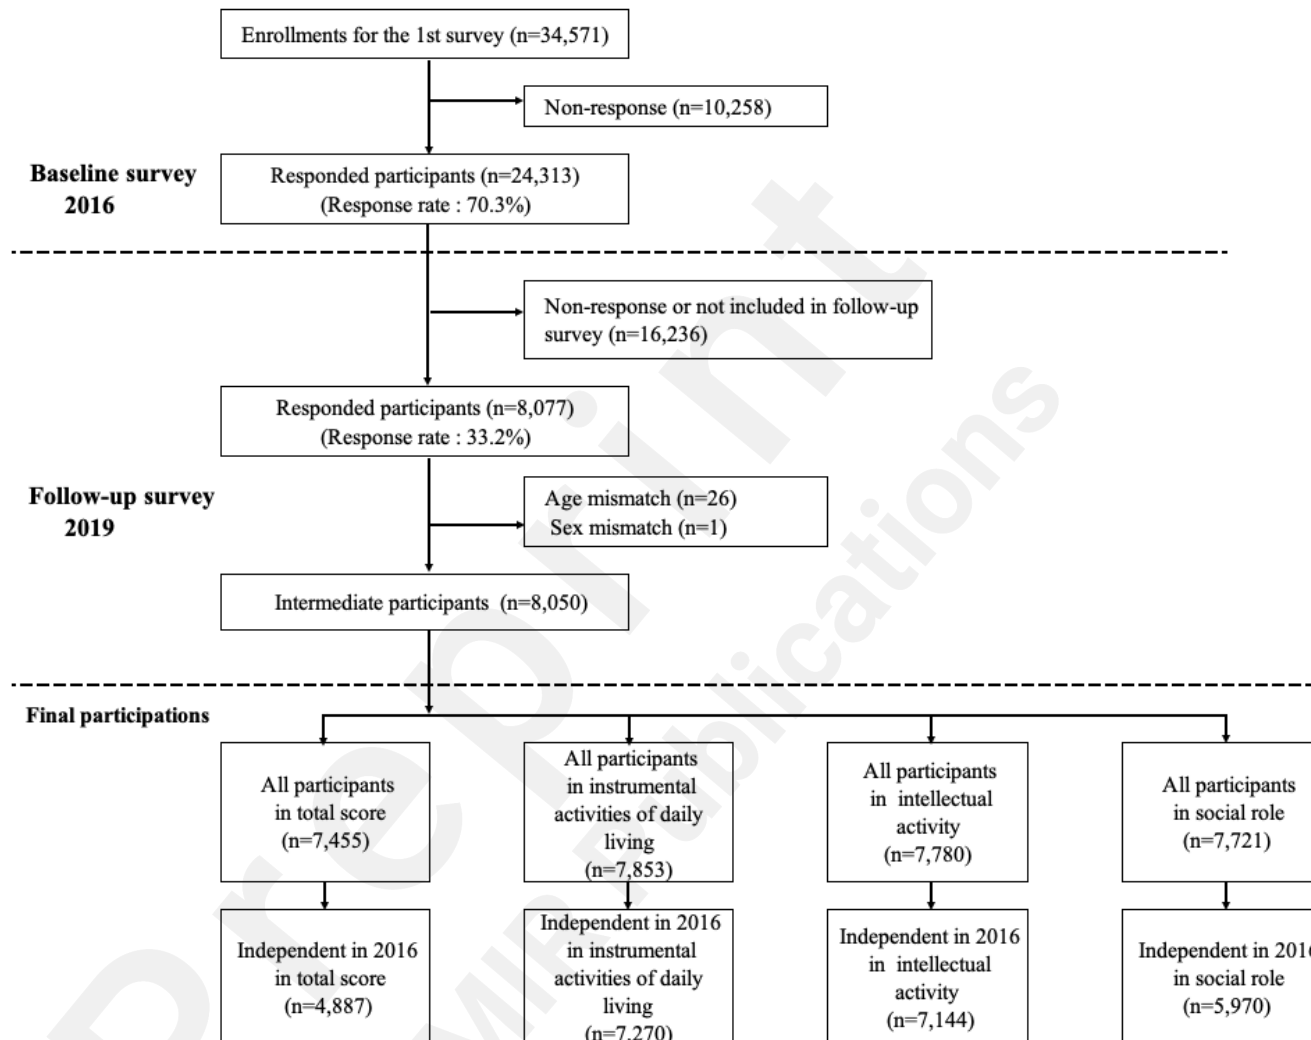 Enrollments for the 1st survey (n=34,571)
Non-response (n=10,258)
Baseline survey
2016
Responded participants (n=24,313)
(Response rate : 70.3%)
Non-response or not included in follow-up
survey (n=16,236)
Responded participants (n=8,077)
(Response rate : 33.2%)
Follow-up survey
2019
Age mismatch (n=26)
Sex mismatch (n=1)
Intermediate participants (n=8,050)
Final participations
All participants
in total score
(n=7,455)
All participants
in instrumental
activities of daily
living
(n=7,853)
All participants
in intellectual
activity
(n=7,780)
All participants
in social role
(n=7,721)
Independent in 2016
in total score
(n=4,887)
Independent in 2016
in instrumental
activities of daily
living
(n=7,270)
Independent in 2016
in intellectual
activity
(n=7,144)
Independent in 2016
in social role
(n=5,970)
Preprint
JMIR Publications